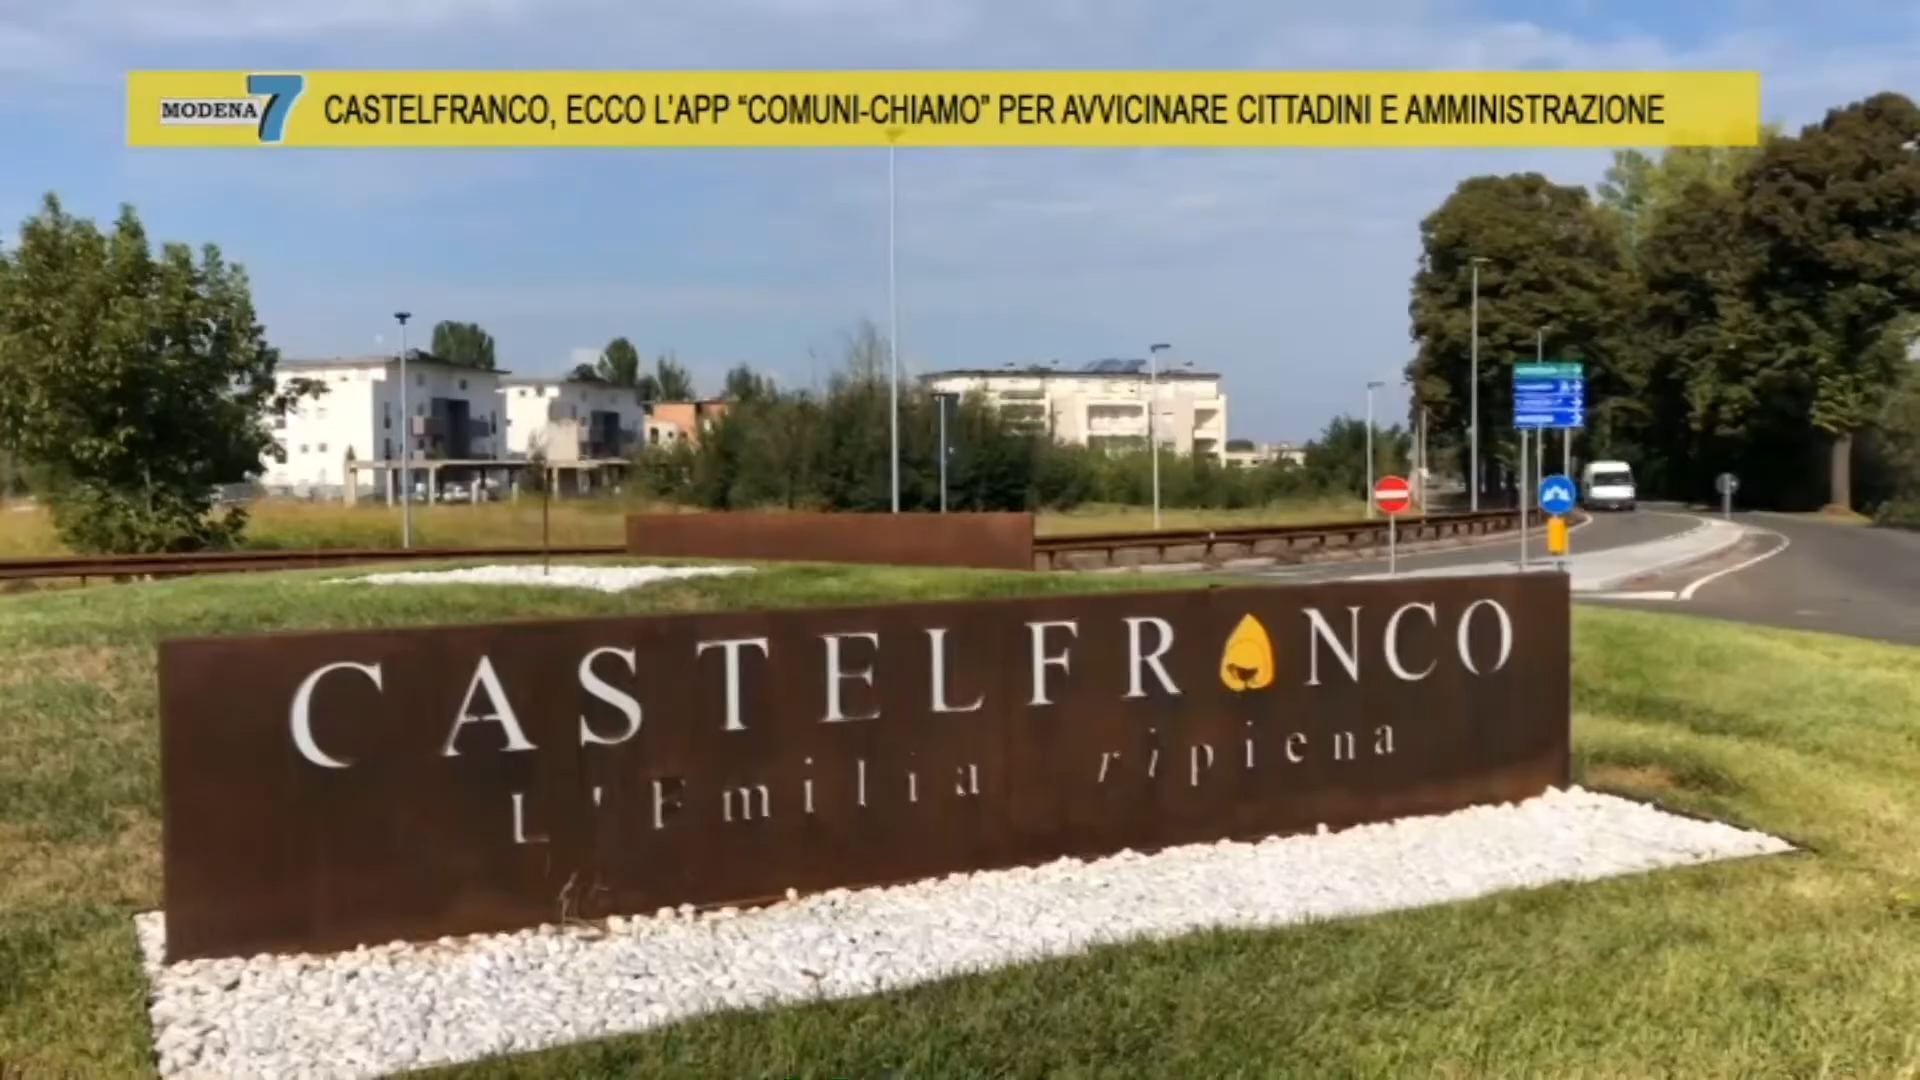 MODENA 7 CASTELFRANCO, ECCO L'APP “COMUNI-CHIAMO” PER AVVICINARE CITTADINI E AMMINISTRAZIONE
CASTELFRANCO
L'Emilia ripiena